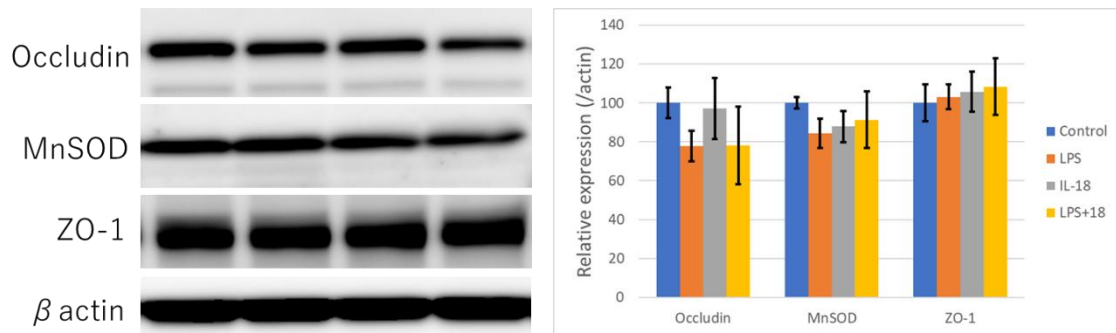 Occludin
MnSOD
ZO-1
β actin
Relative expression (/actin)
140
120
100
80
60
40
20
0
Occludin
MnSOD
ZO-1
Control
LPS
IL-18
LPS+18